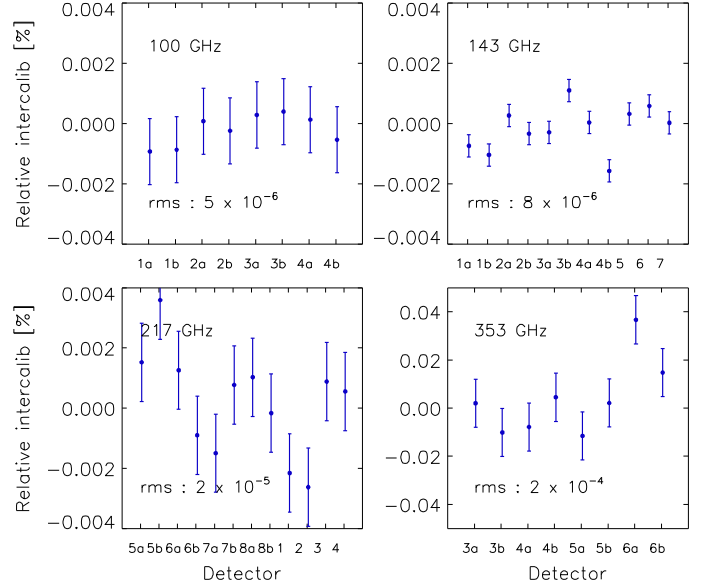 Relative intercalib [%]
0.004
0.002
0.000
−0.002
−0.004
100 GHz
rms : 5 x 10⁻⁶
1a 1b 2a 2b 3a 3b 4a 4b
0.004
0.002
0.000
−0.002
−0.004
143 GHz
rms : 8 x 10⁻⁶
1a 1b 2a 2b 3a 3b 4a 4b 5 6 7
Relative intercalib [%]
0.004
0.002
0.000
−0.002
−0.004
217 GHz
rms : 2 x 10⁻⁵
5a 5b 6a 6b 7a 7b 8a 8b 1 2 3 4
Detector
0.04
0.02
0.00
−0.02
−0.04
353 GHz
rms : 2 x 10⁻⁴
3a 3b 4a 4b 5a 5b 6a 6b
Detector